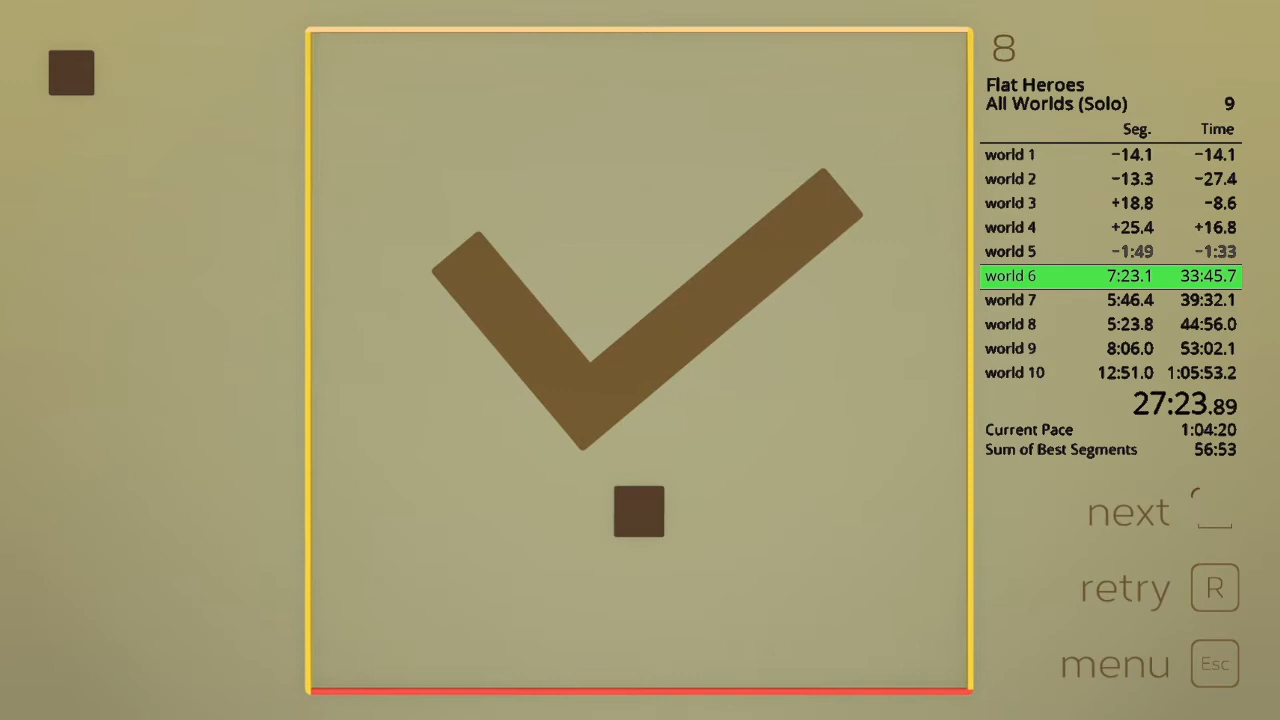 8
Flat Heroes
All Worlds (Solo) 9
Seg. Time
world 1 −14.1 −14.1
world 2 −13.3 −27.4
world 3 +18.8 −8.6
world 4 +25.4 +16.8
world 5 −1:49 −1:33
world 6 7:23.1 33:45.7
world 7 5:46.4 39:32.1
world 8 5:23.8 44:56.0
world 9 8:06.0 53:02.1
world 10 12:51.0 1:05:53.2
27:23.89
Current Pace 1:04:20
Sum of Best Segments 56:53
next
retry R
menu Esc